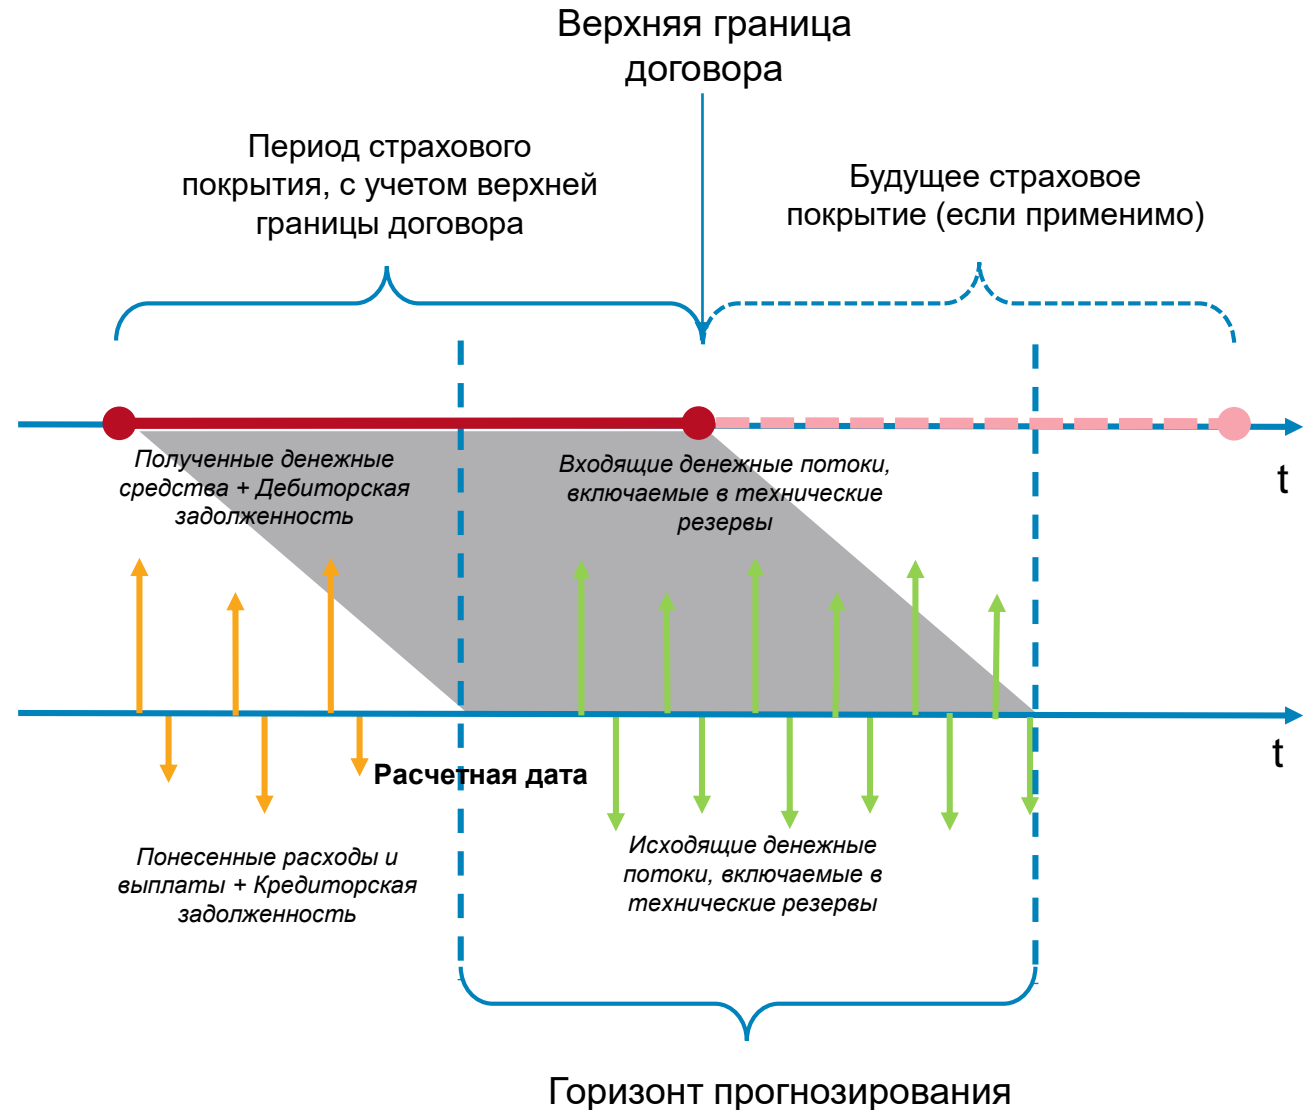 Верхняя граница
договора
Период страхового
покрытия, с учетом верхней
границы договора
Будущее страховое
покрытие (если применимо)
t
Полученные денежные
средства + Дебиторская
задолженность
Входящие денежные потоки,
включаемые в технические
резервы
t
Расчетная дата
Понесенные расходы и
выплаты + Кредиторская
задолженность
Исходящие денежные
потоки, включаемые в
технические резервы
Горизонт прогнозирования